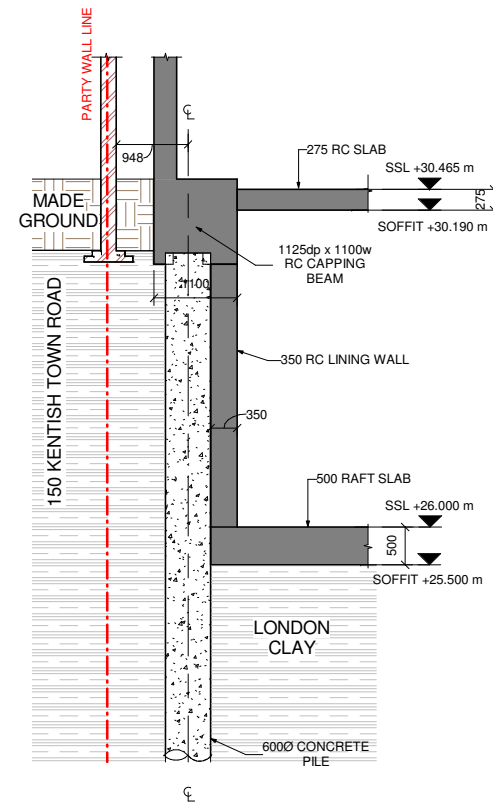 PARTY WALL LINE
℄
948
275 RC SLAB
SSL +30.465 m
275
SOFFIT +30.190 m
MADE
GROUND
1125dp x 1100w
RC CAPPING
BEAM
1100
150 KENTISH TOWN ROAD
350 RC LINING WALL
350
500 RAFT SLAB
SSL +26.000 m
500
SOFFIT +25.500 m
LONDON
CLAY
600Ø CONCRETE
PILE
℄